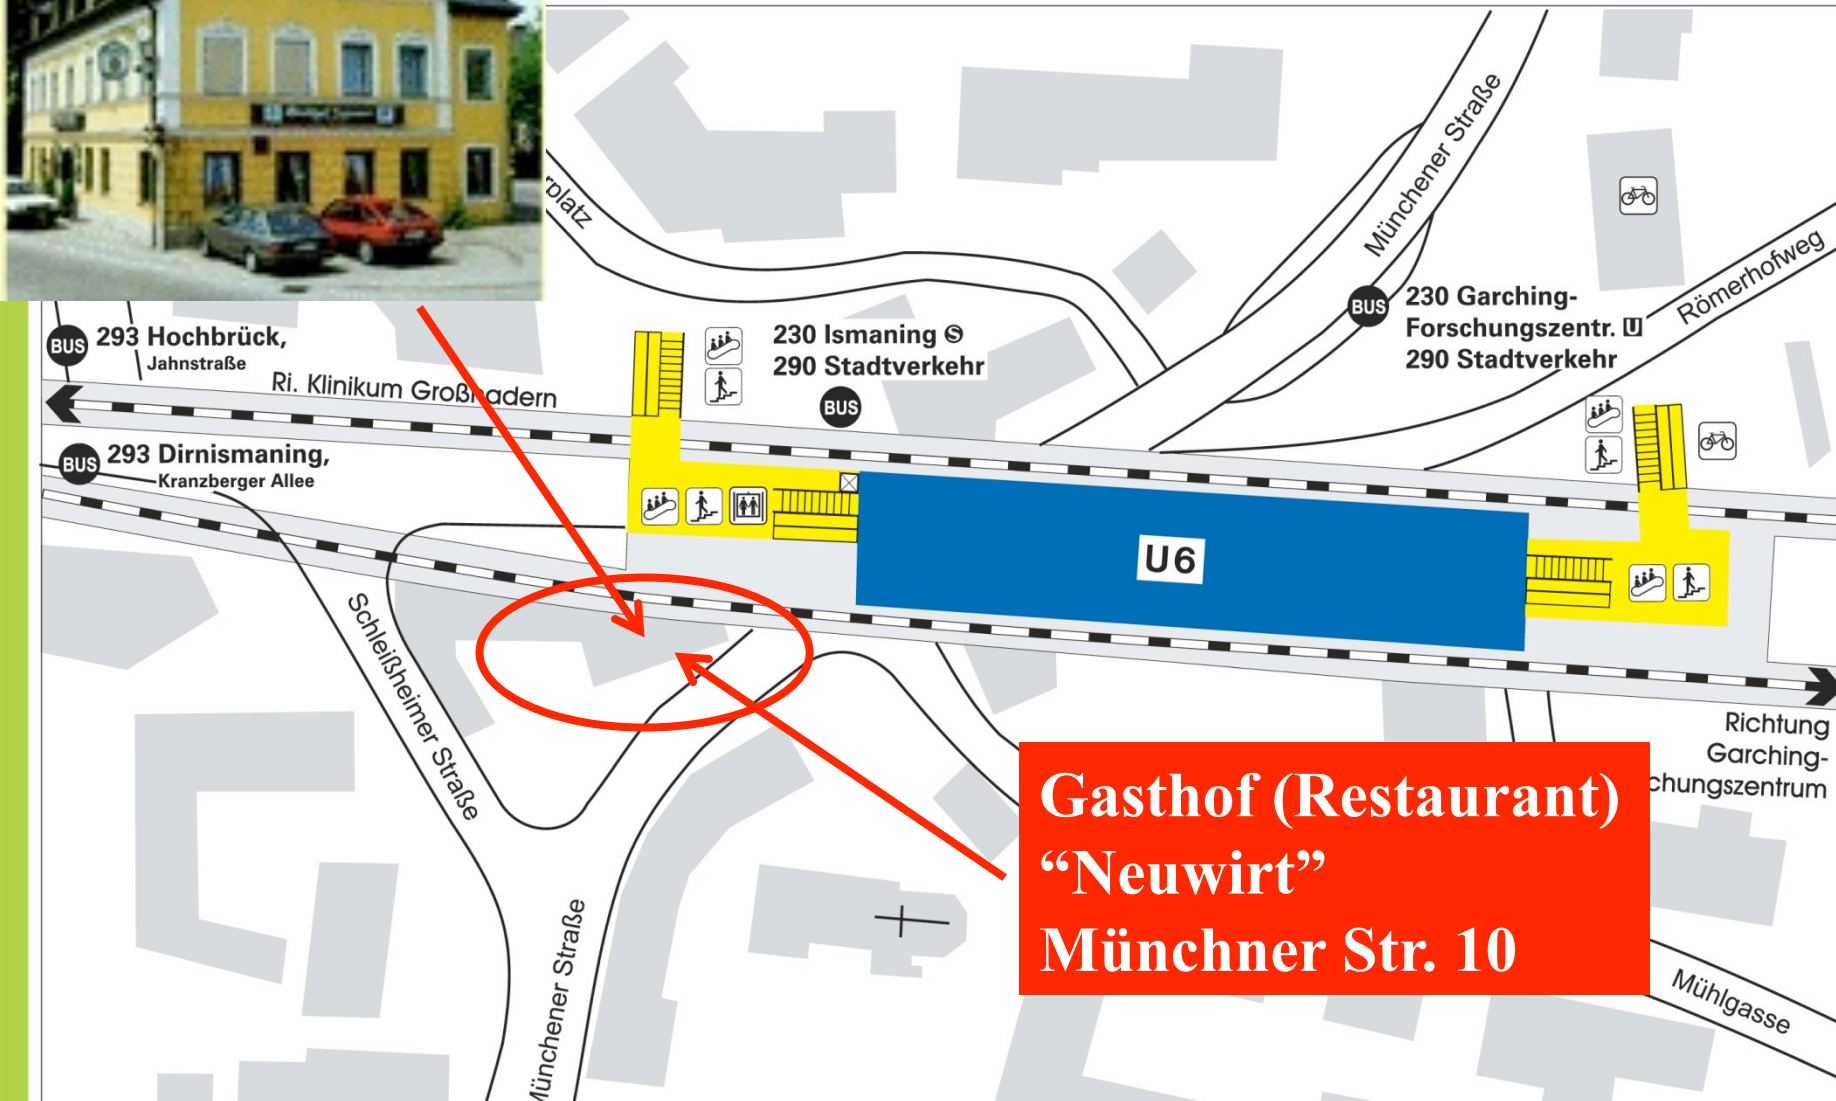 rplatz
Münchener Straße
Römerhofweg
BUS
293 Hochbrück,
Jahnstraße
Ri. Klinikum Großhadern
230 Ismaning S
290 Stadtverkehr
BUS
BUS
230 Garching-
Forschungszentr. U
290 Stadtverkehr
BUS
293 Dirnismaning,
Kranzberger Allee
U6
Schleißheimer Straße
Münchener Straße
Richtung
Garching-
chungszentrum
Gasthof (Restaurant)
“Neuwirt”
Münchner Str. 10
Mühlgasse